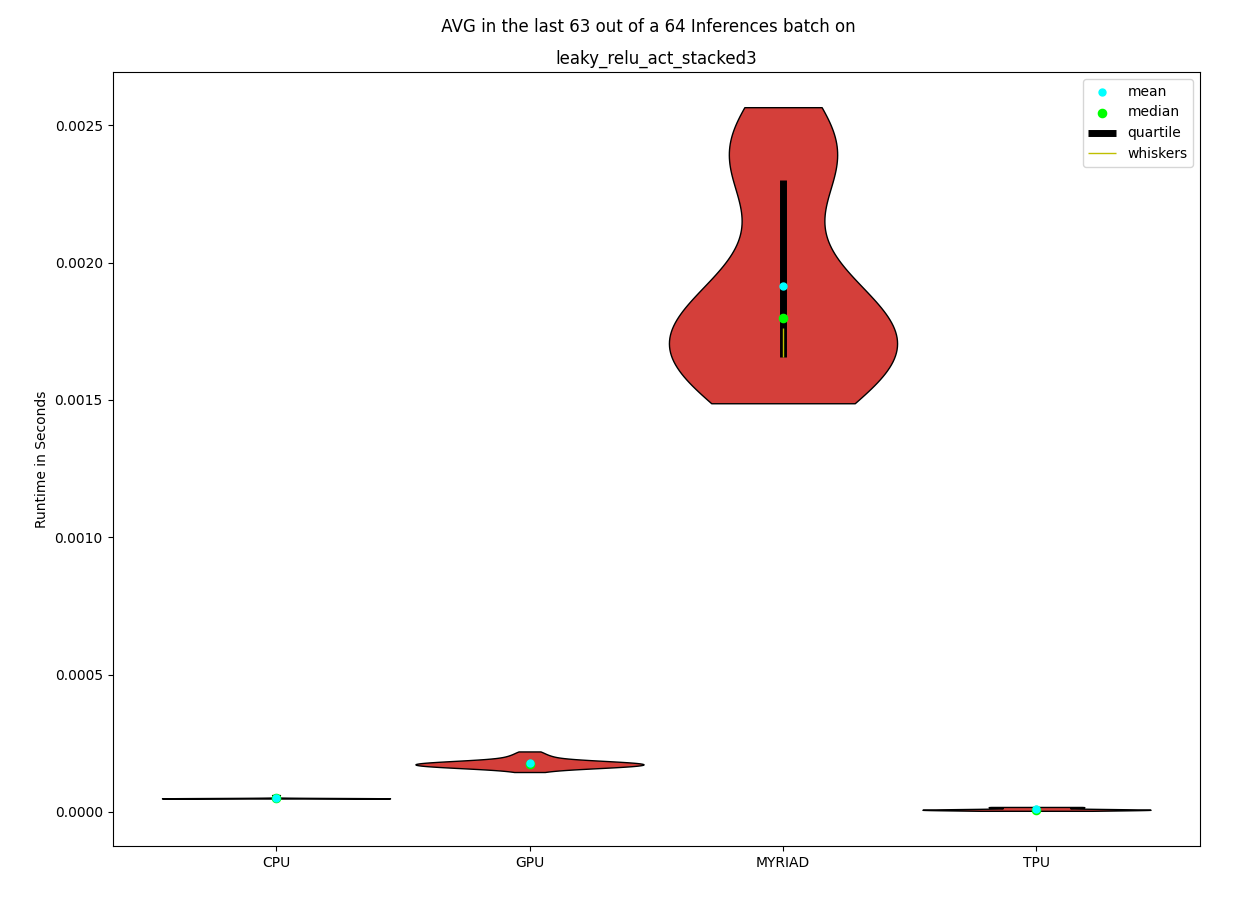 AVG in the last 63 out of a 64 Inferences batch on
leaky_relu_act_stacked3
mean
median
quartile
whiskers
Runtime in Seconds
0.0025
0.0020
0.0015
0.0010
0.0005
0.0000
CPU GPU MYRIAD TPU